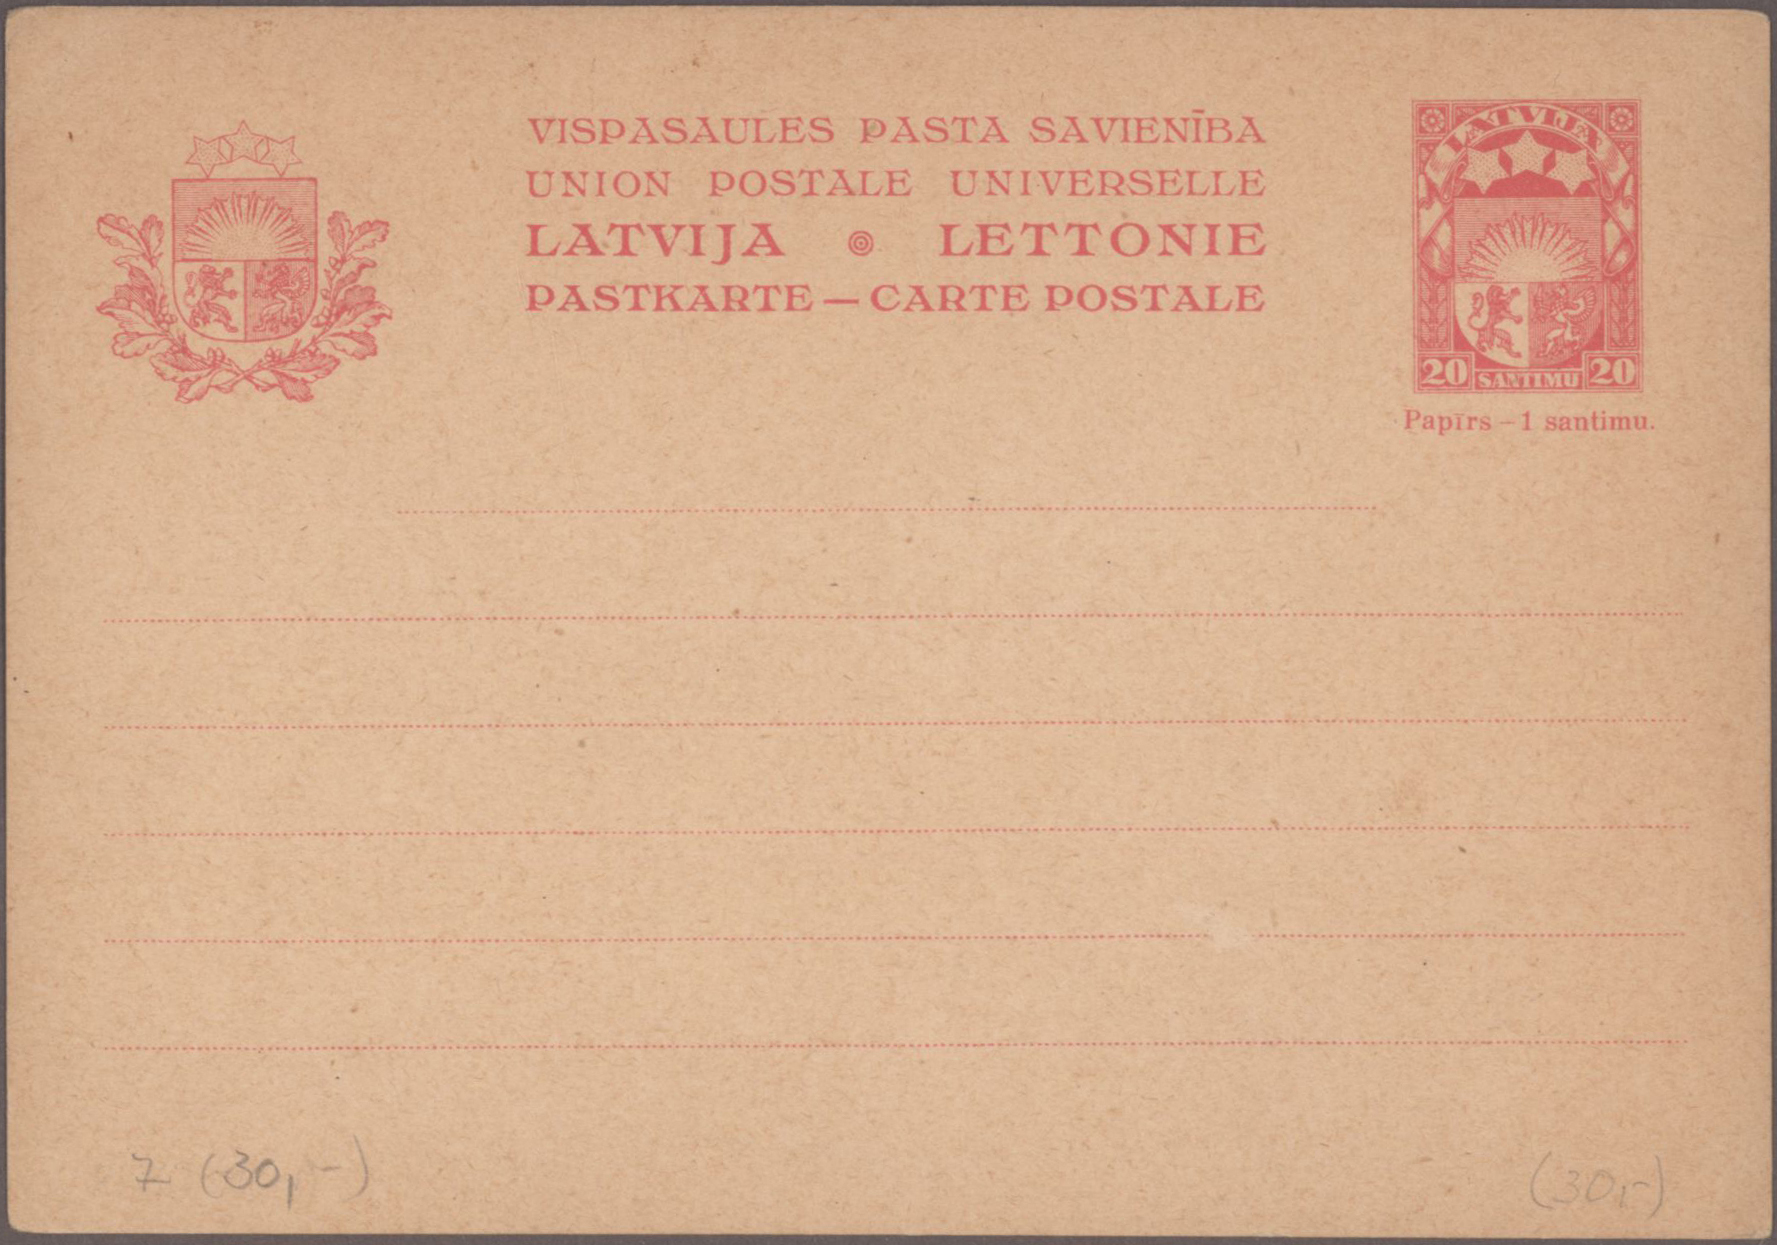 VISPASAULES PASTA SAVIENĪBA
UNION POSTALE UNIVERSELLE
LATVIJA LETTONIE
PASTKARTE — CARTE POSTALE
LATVIJA
20 SANTIMU 20
Papīrs – 1 santimu.
7 (30,-)
(30,-)